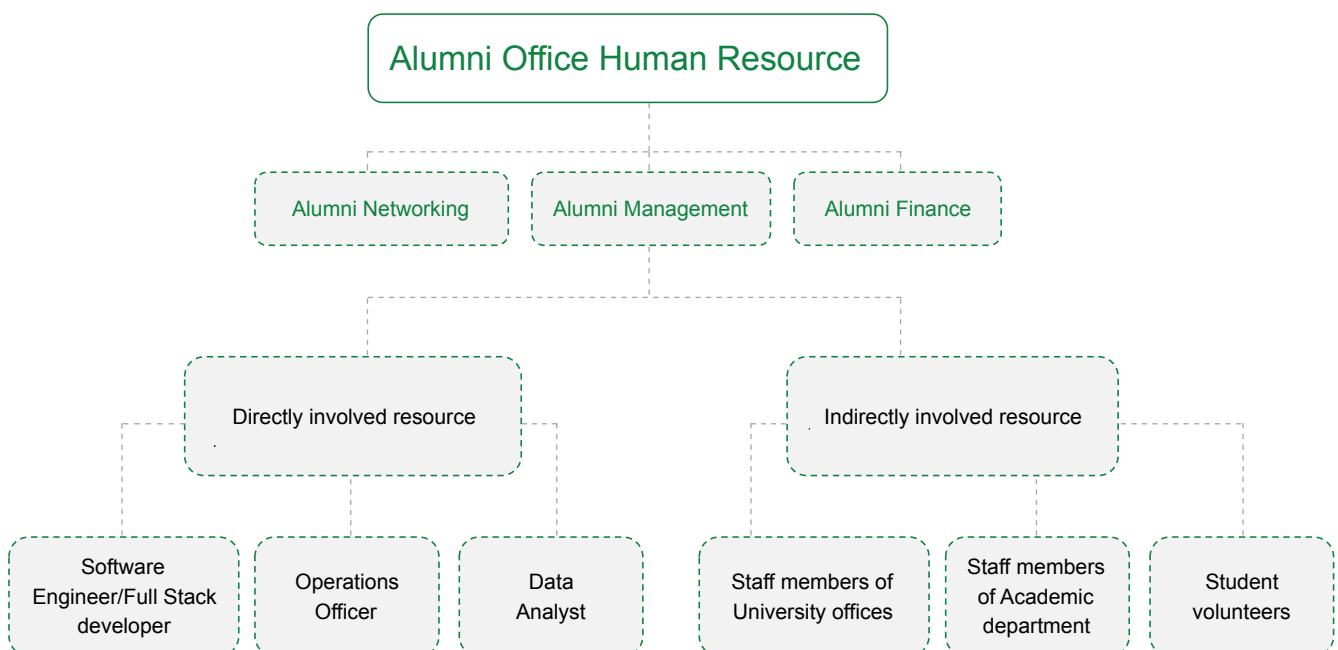 Alumni Office Human Resource
Alumni Networking
Alumni Management
Alumni Finance
Directly involved resource
.
Indirectly involved resource
.
Software
Engineer/Full Stack
developer
Operations
Officer
Data
Analyst
Staff members of
University offices
Staff members
of Academic
department
Student
volunteers